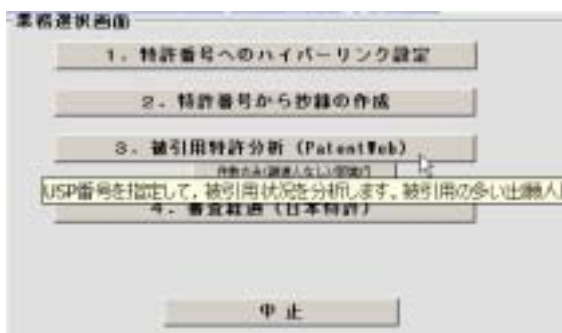 業務選択画面
1. 特許番号へのハイパーリンク設定
2. 特許番号から抄録の作成
3. 被引用特許分析 (PatentWeb)
USP番号を指定して，被引用状況を分析します。被引用の多い出願人
4. 審査経過 (日本特許)
中止